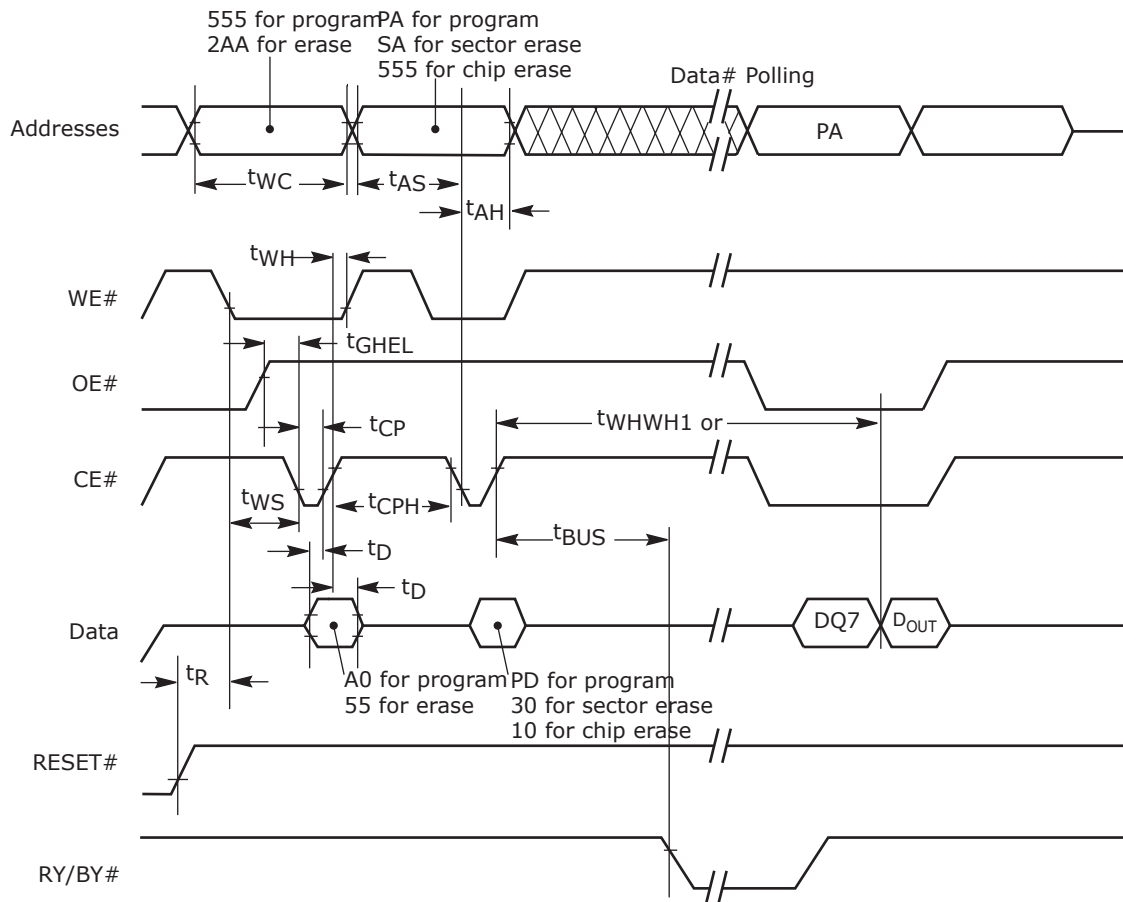 555 for program
2AA for erase
PA for program
SA for sector erase
555 for chip erase
Data# Polling
Addresses
PA
tWC
tAS
tAH
tWH
WE#
tGHEL
OE#
tWHWH1 or
tCP
CE#
tWS
tCPH
tBUS
tD
tD
Data
DQ7
DOUT
tR
A0 for program
55 for erase
PD for program
30 for sector erase
10 for chip erase
RESET#
RY/BY#